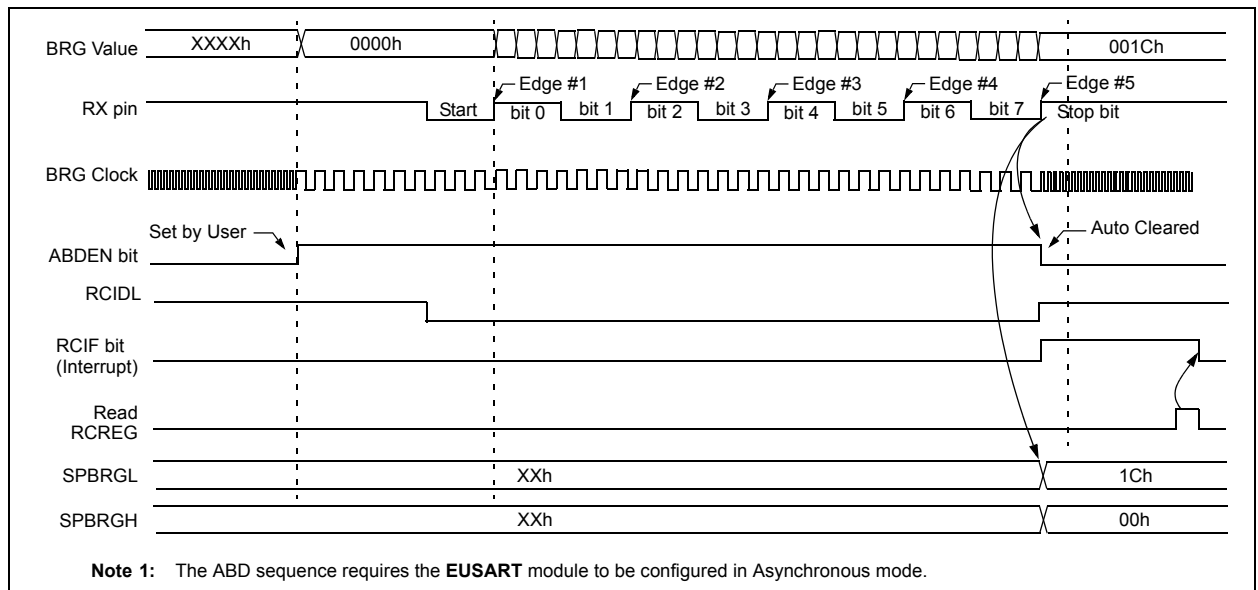 BRG Value XXXXh 0000h 001Ch
Edge #1 Edge #2 Edge #3 Edge #4 Edge #5
RX pin Start bit 0 bit 1 bit 2 bit 3 bit 4 bit 5 bit 6 bit 7 Stop bit
BRG Clock
Set by User Auto Cleared
ABDEN bit
RCIDL
RCIF bit
(Interrupt)
Read
RCREG
SPBRGL XXh 1Ch
SPBRGH XXh 00h
Note 1: The ABD sequence requires the EUSART module to be configured in Asynchronous mode.